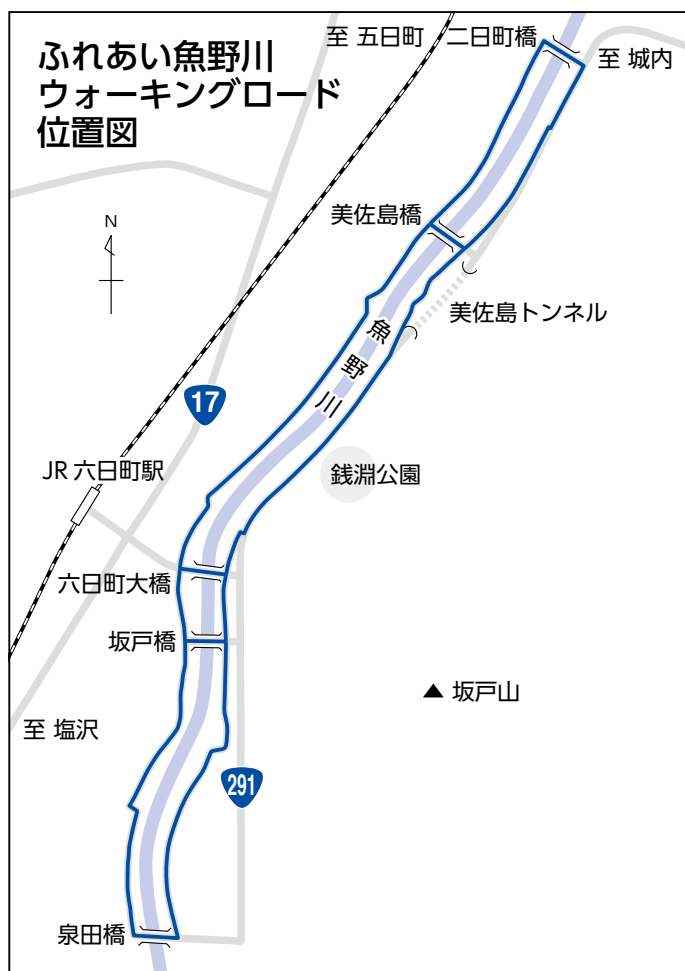 ふれあい魚野川
ウォーキングロード
位置図
至 五日町
二日町橋
至 城内
美佐島橋
N
美佐島トンネル
魚野川
17
JR 六日町駅
銭淵公園
六日町大橋
坂戸橋
坂戸山
至 塩沢
291
泉田橋